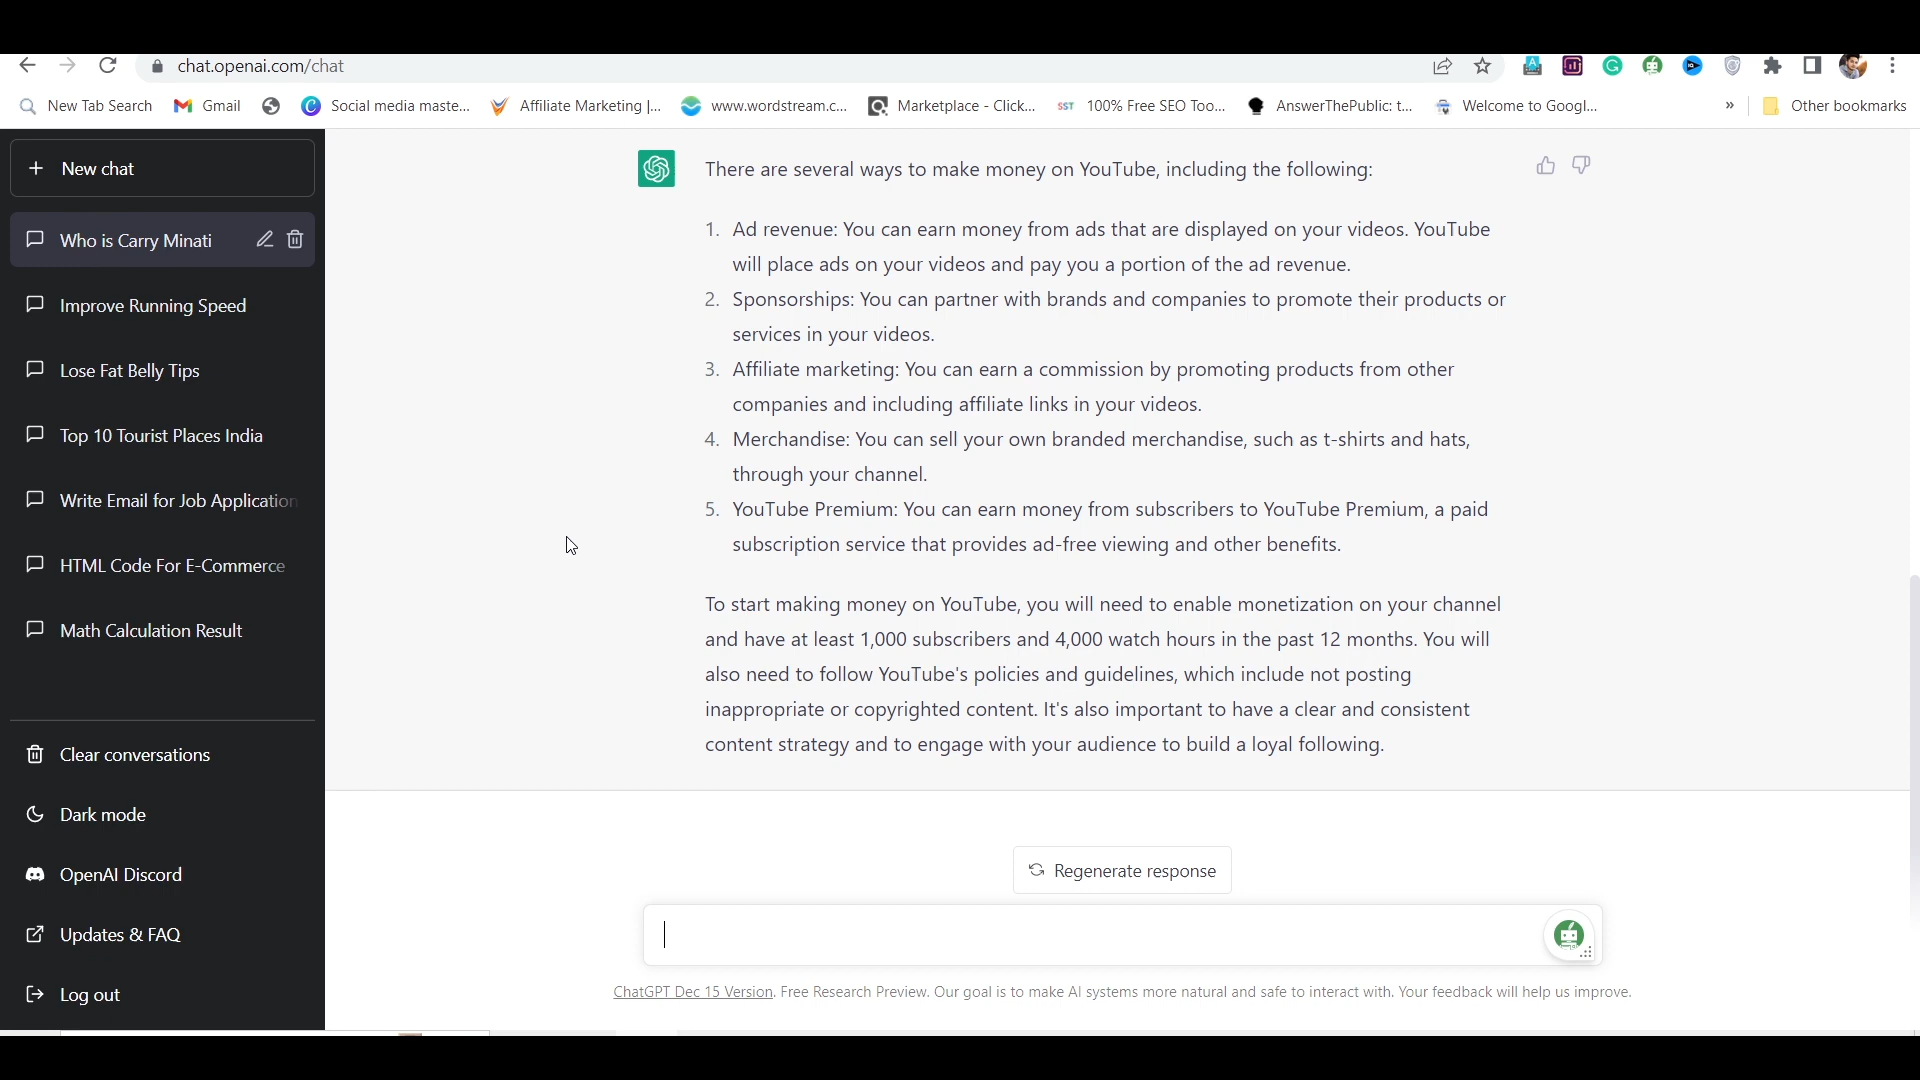 chat.openai.com/chat
New Tab Search
Gmail
Social media maste...
Affiliate Marketing |...
www.wordstream.c...
Marketplace - Click...
SST 100% Free SEO Too...
AnswerThePublic: t...
Welcome to Googl...
»
Other bookmarks
+ New chat
Who is Carry Minati
Improve Running Speed
Lose Fat Belly Tips
Top 10 Tourist Places India
Write Email for Job Application
HTML Code For E-Commerce
Math Calculation Result
Clear conversations
Dark mode
OpenAI Discord
Updates & FAQ
Log out
There are several ways to make money on YouTube, including the following:
1. Ad revenue: You can earn money from ads that are displayed on your videos. YouTube
will place ads on your videos and pay you a portion of the ad revenue.
2. Sponsorships: You can partner with brands and companies to promote their products or
services in your videos.
3. Affiliate marketing: You can earn a commission by promoting products from other
companies and including affiliate links in your videos.
4. Merchandise: You can sell your own branded merchandise, such as t-shirts and hats,
through your channel.
5. YouTube Premium: You can earn money from subscribers to YouTube Premium, a paid
subscription service that provides ad-free viewing and other benefits.
To start making money on YouTube, you will need to enable monetization on your channel
and have at least 1,000 subscribers and 4,000 watch hours in the past 12 months. You will
also need to follow YouTube's policies and guidelines, which include not posting
inappropriate or copyrighted content. It's also important to have a clear and consistent
content strategy and to engage with your audience to build a loyal following.
Regenerate response
ChatGPT Dec 15 Version. Free Research Preview. Our goal is to make AI systems more natural and safe to interact with. Your feedback will help us improve.